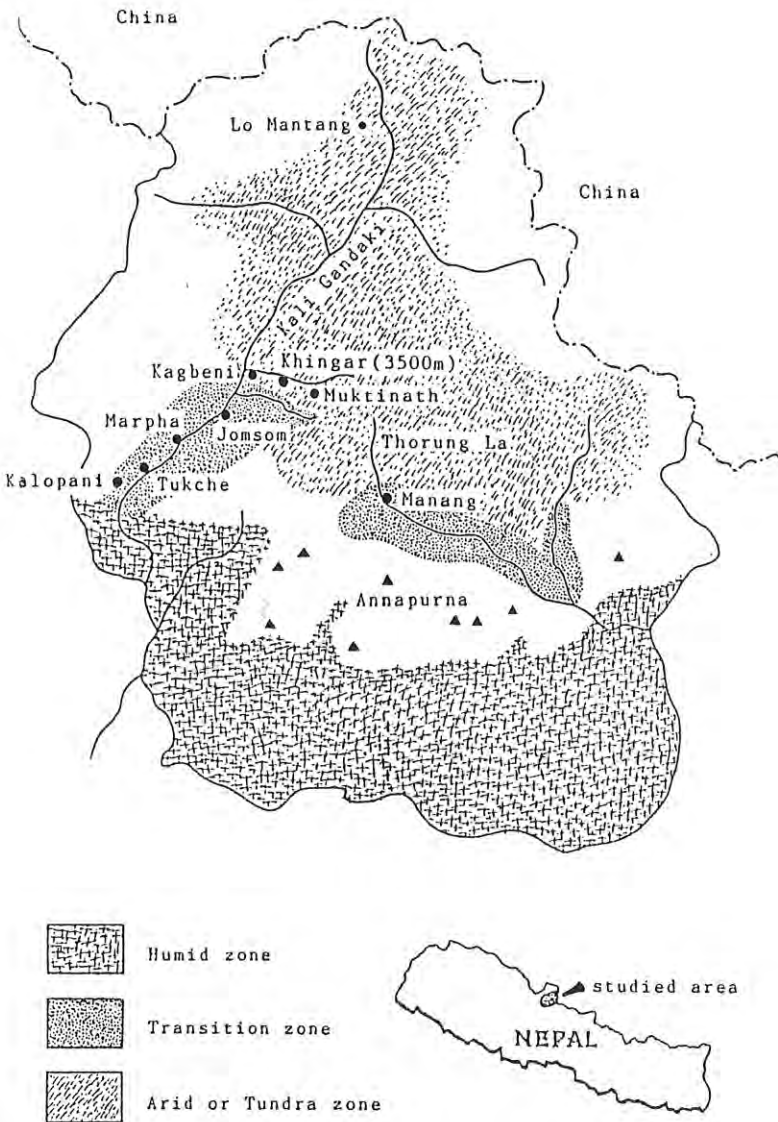 China
Lo Mantang
China
Kali Gandaki
Khingar(3500m)
Kagbeni
Muktinath
Marpha
Jomsom
Thorung La
Kalopani
Tukche
Manang
Annapurna
Humid zone
studied area
Transition zone
NEPAL
Arid or Tundra zone